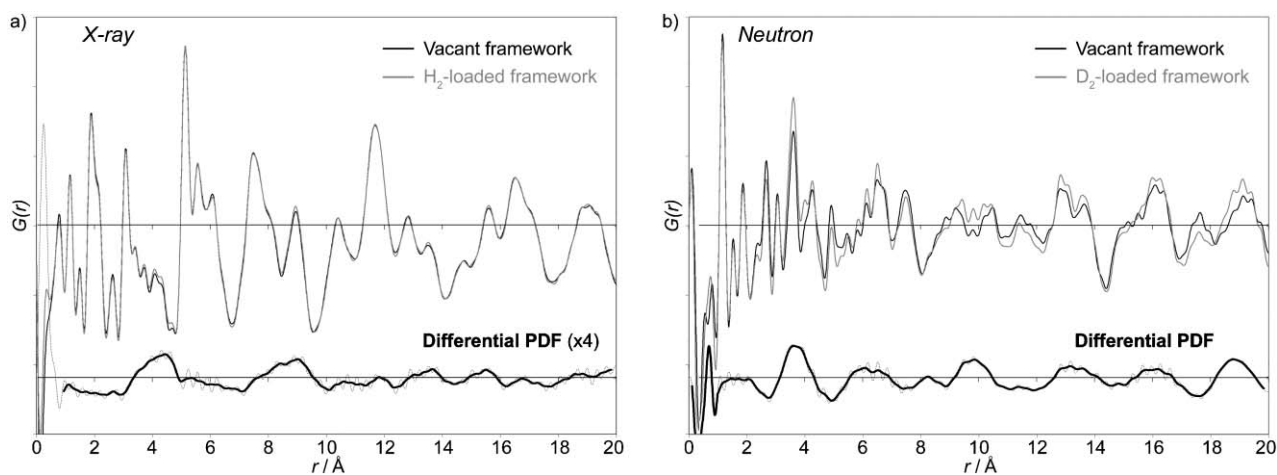 a)
X-ray
Vacant framework
H₂-loaded framework
G(r)
Differential PDF (x4)
0 2 4 6 8 10 12 14 16 18 20
r / Å
b)
Neutron
Vacant framework
D₂-loaded framework
G(r)
Differential PDF
0 2 4 6 8 10 12 14 16 18 20
r / Å